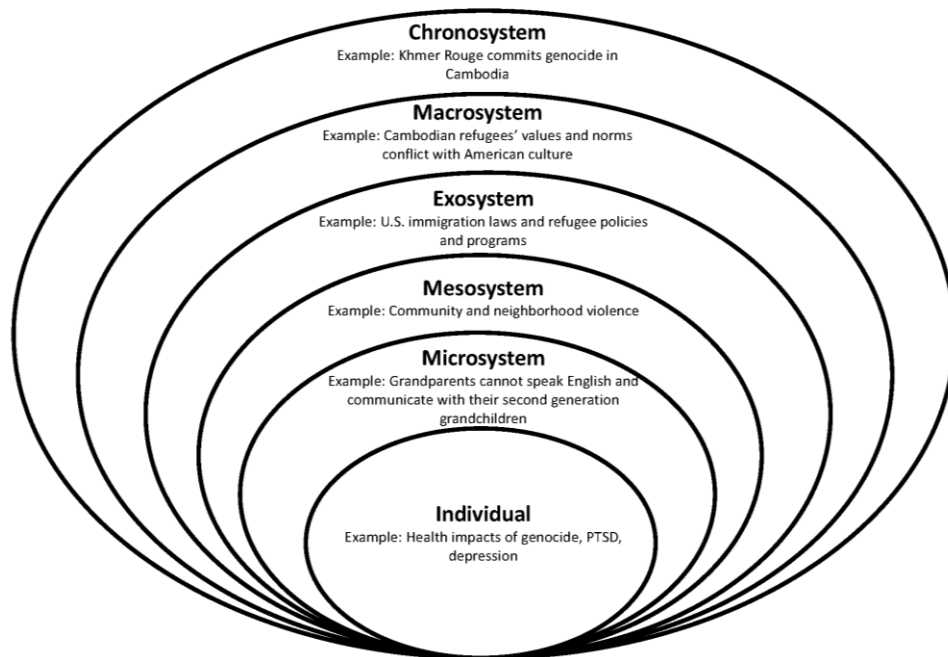 Chronosystem
Example: Khmer Rouge commits genocide in
Cambodia
Macrosystem
Example: Cambodian refugees’ values and norms
conflict with American culture
Exosystem
Example: U.S. immigration laws and refugee policies
and programs
Mesosystem
Example: Community and neighborhood violence
Microsystem
Example: Grandparents cannot speak English and
communicate with their second generation
grandchildren
Individual
Example: Health impacts of genocide, PTSD,
depression